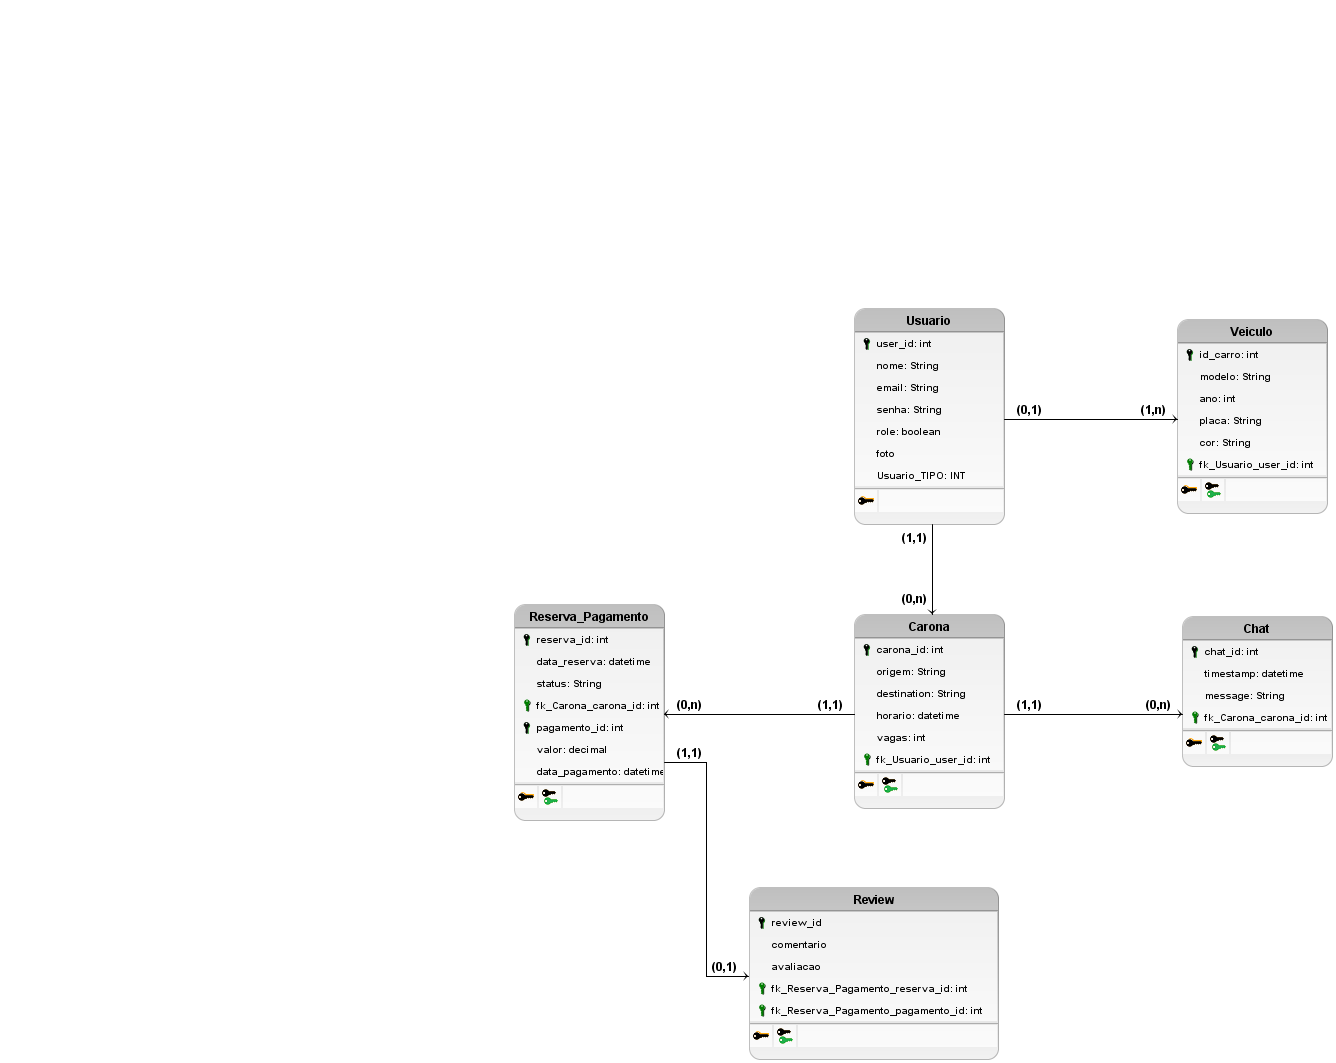 Usuario
user_id: int
nome: String
email: String
senha: String
role: boolean
foto
Usuario_TIPO: INT
(0,1)
(1,n)
Veiculo
id_carro: int
modelo: String
ano: int
placa: String
cor: String
fk_Usuario_user_id: int
(1,1)
(0,n)
Reserva_Pagamento
reserva_id: int
data_reserva: datetime
status: String
fk_Carona_carona_id: int
pagamento_id: int
valor: decimal
data_pagamento: datetime
(0,n)
(1,1)
Carona
carona_id: int
origem: String
destination: String
horario: datetime
vagas: int
fk_Usuario_user_id: int
(1,1)
(0,n)
Chat
chat_id: int
timestamp: datetime
message: String
fk_Carona_carona_id: int
(1,1)
(0,1)
Review
review_id
comentario
avaliacao
fk_Reserva_Pagamento_reserva_id: int
fk_Reserva_Pagamento_pagamento_id: int